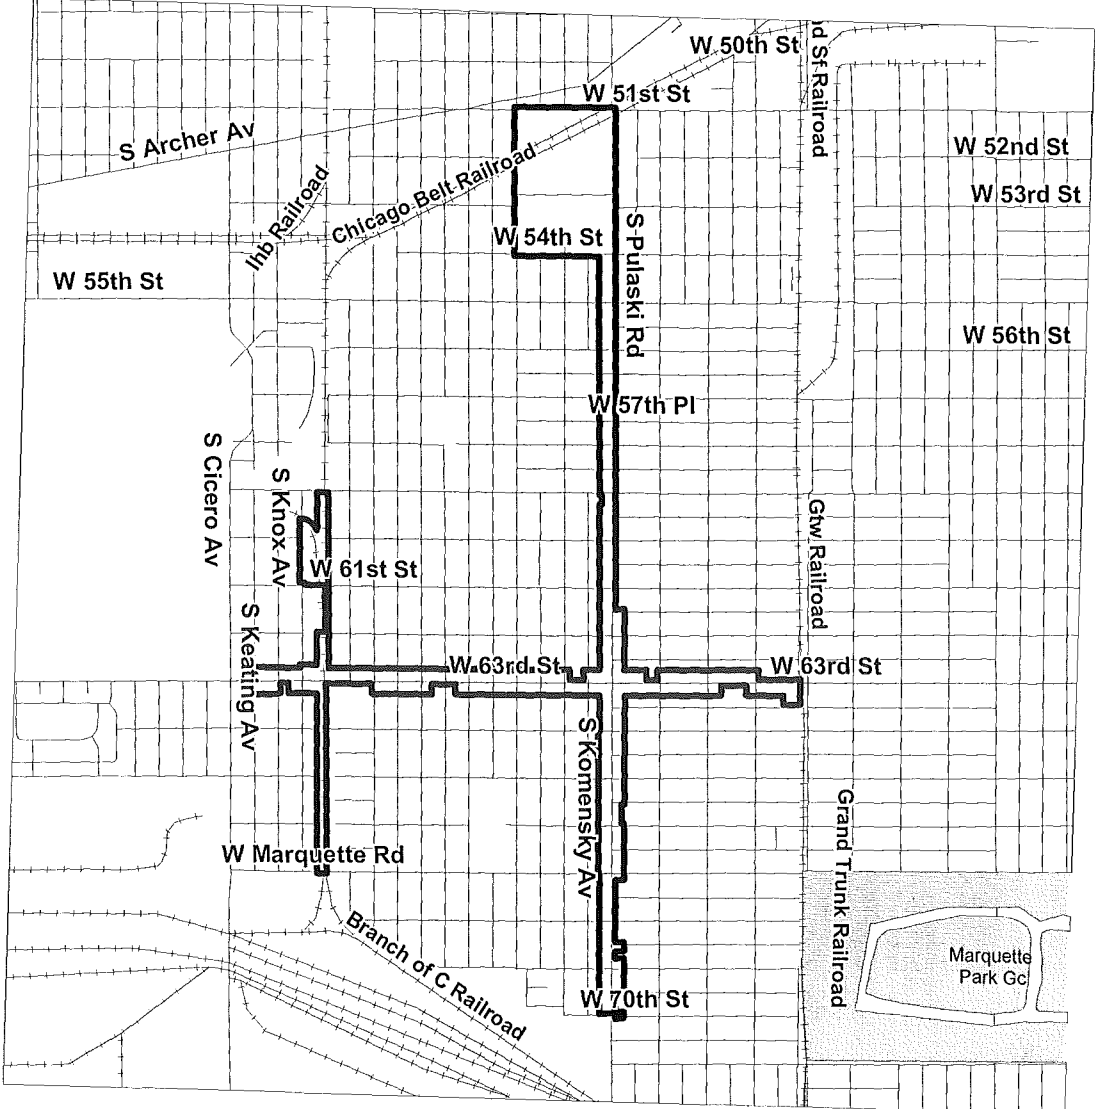 W 50th St
d Sf Railroad
W 51st St
S Archer Av
W 52nd St
Chicago Belt Railroad
W 53rd St
Ihb Railroad
W 54th St
S Pulaski Rd
W 55th St
W 56th St
W 57th Pl
S Cicero Av
S Knox Av
Gtw Railroad
W 61st St
S Keating Av
W 63rd St
W 63rd St
S Komensky Av
Grand Trunk Railroad
W Marquette Rd
Branch of C Railroad
Marquette
Park Gc
W 70th St